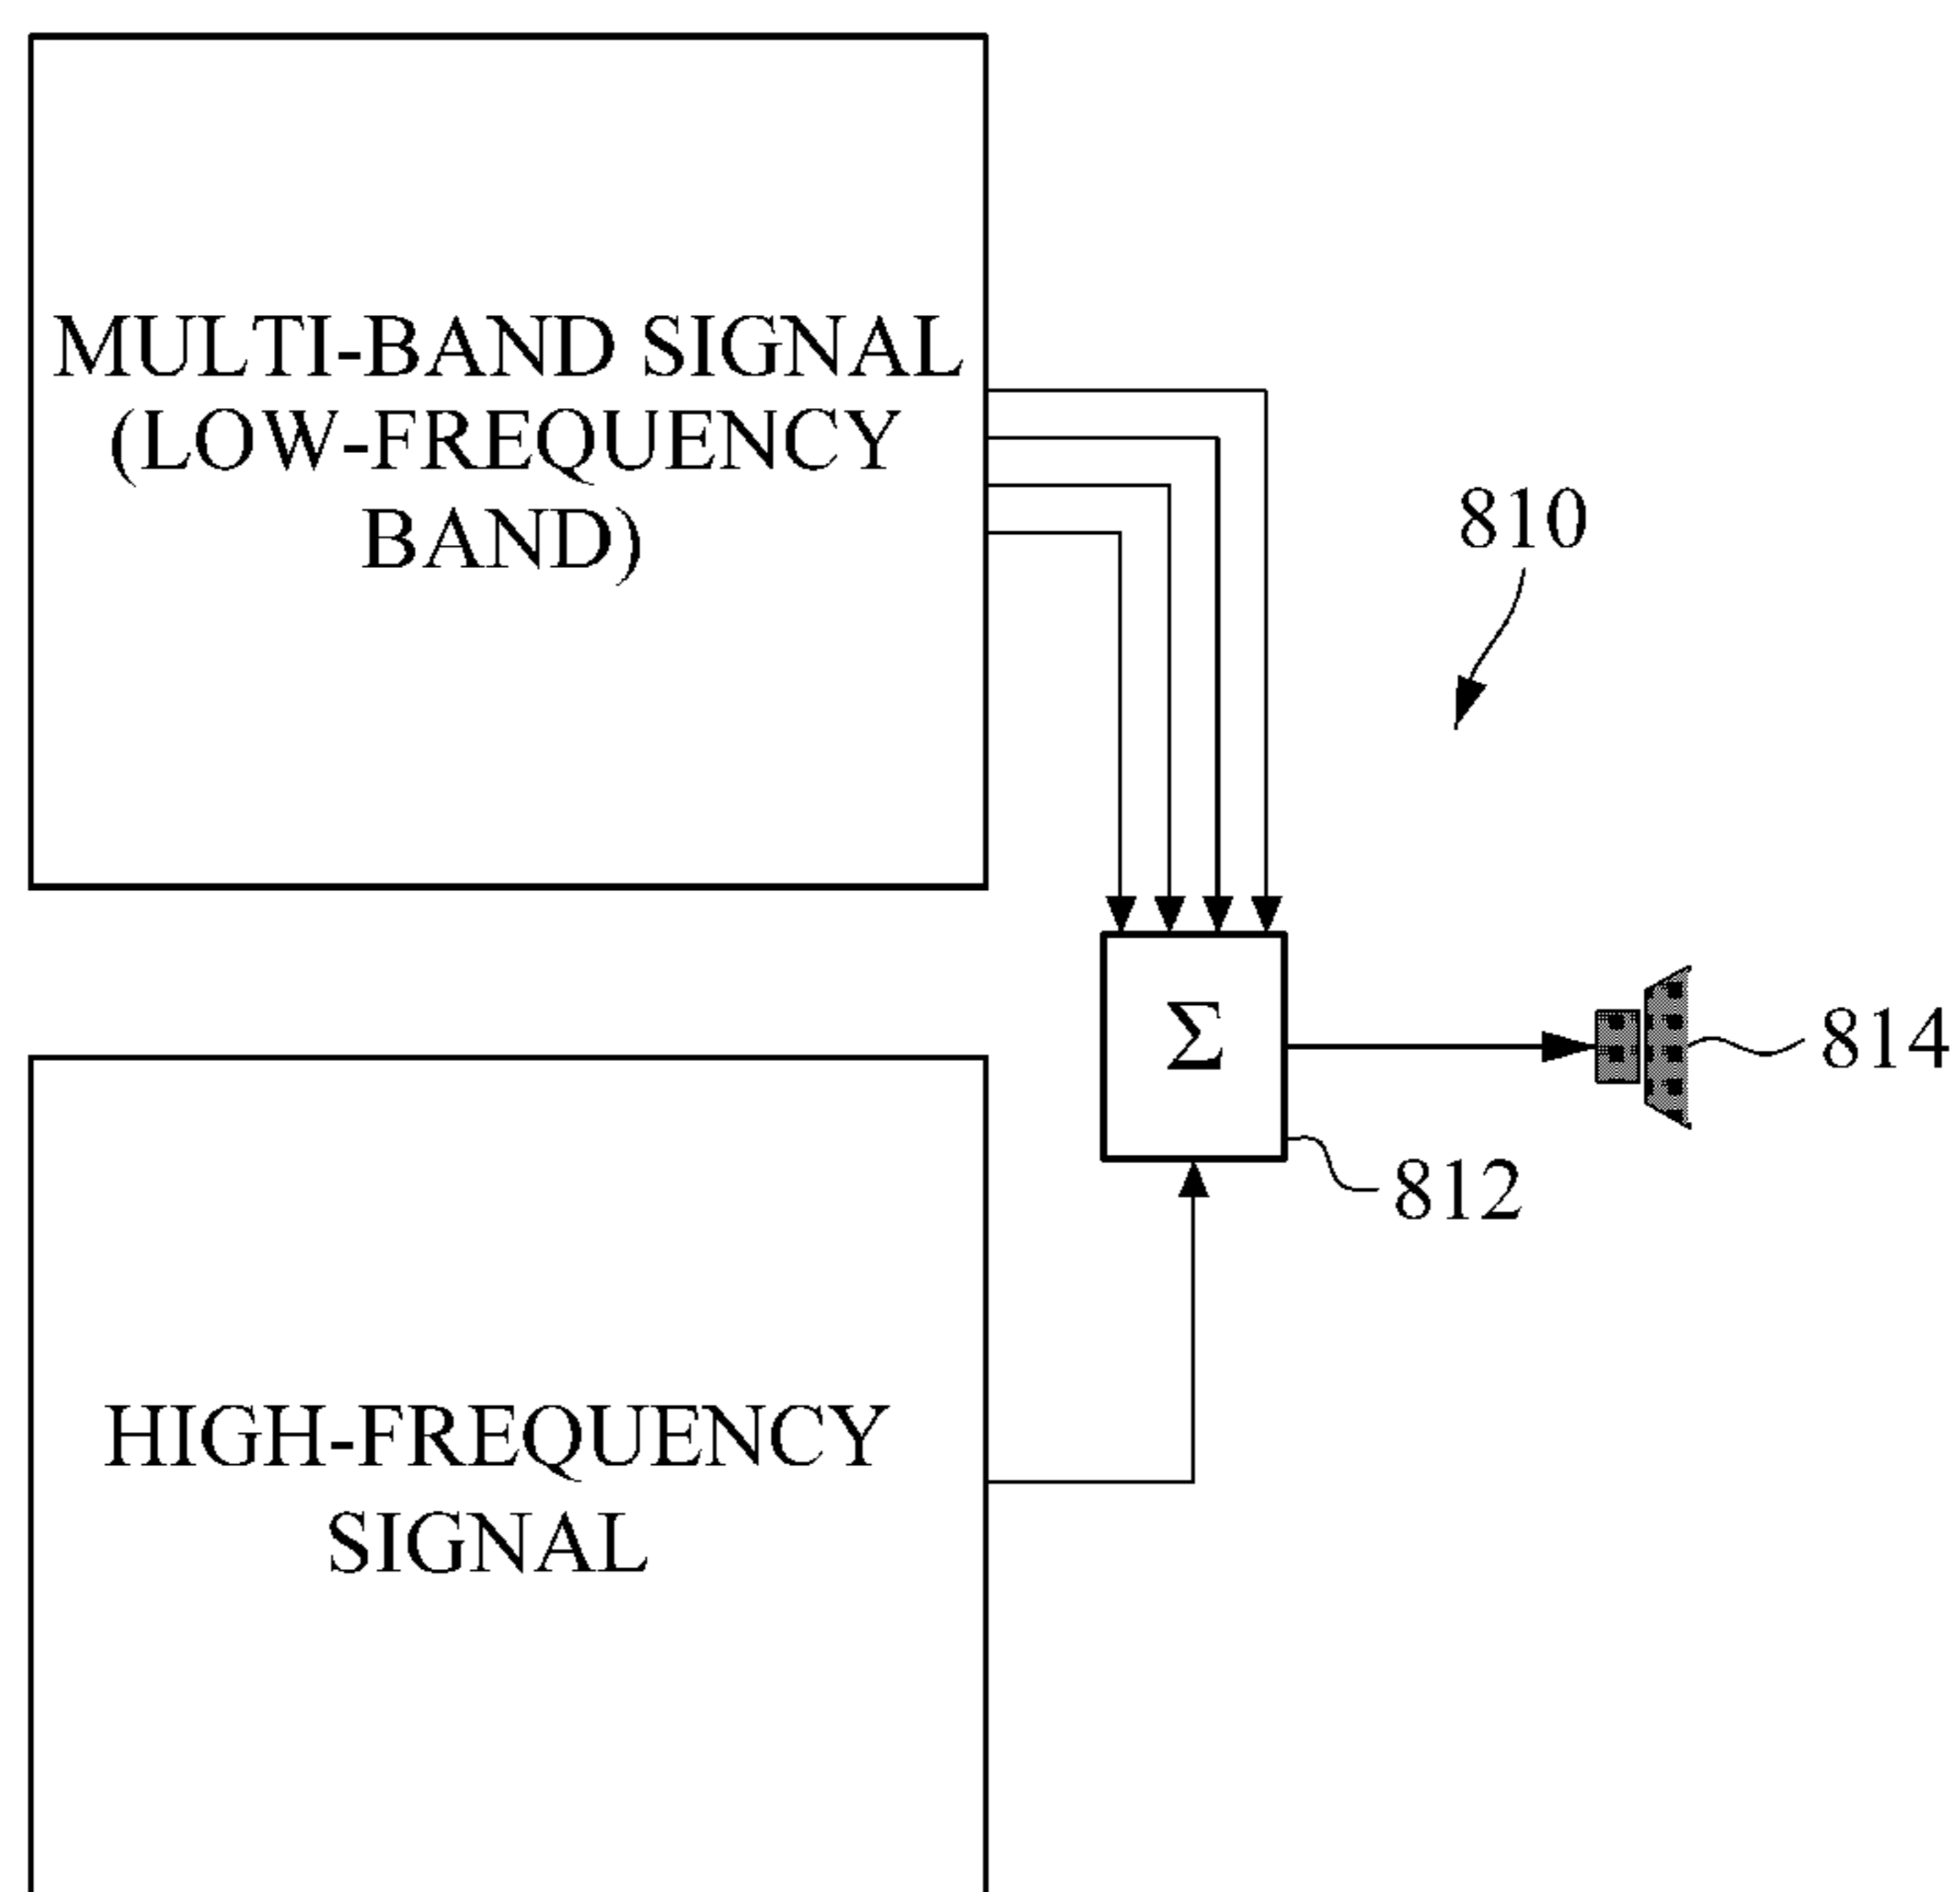 MULTI-BAND SIGNAL
(LOW-FREQUENCY
BAND)
810
Σ
814
812
HIGH-FREQUENCY
SIGNAL